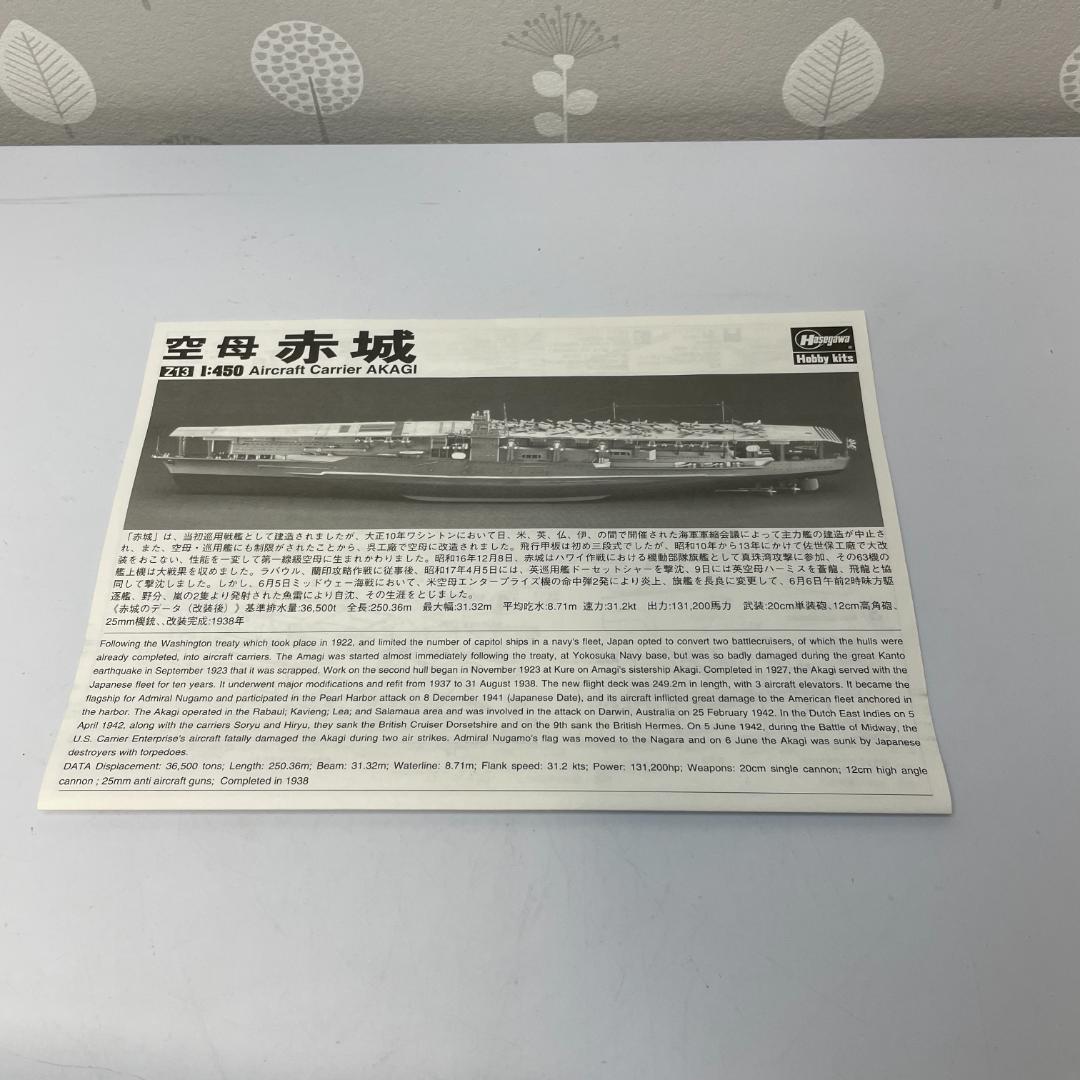 空母 赤城
Z13 1:450 Aircraft Carrier AKAGI
Hasegawa
Hobby kits
「赤城」は、当初巡用戦艦として建造されましたが、大正10年ワシントンにおいて日、米、英、仏、伊、の間で開催された海軍軍縮会議によって主力艦の建造が中止さ
れ、また、空母・巡用艦にも制限がされたことから、呉工廠で空母に改造されました。飛行甲板は初め三段式でしたが、昭和10年から13年にかけて佐世保工廠で大改
装をおこない、性能を一変して第一線級空母に生まれかわりました。昭和16年12月8日、赤城はハワイ作戦における機動部隊旗艦として真珠湾攻撃に参加、その63機の
艦上機は大戦果を収めました。ラバウル、蘭印攻略作戦に従事後、昭和17年4月5日には、英巡用艦ドーセットシャーを撃沈、9日には英空母ハーミスを蒼龍、飛龍と協
同して撃沈しました。しかし、6月5日ミッドウェー海戦において、米空母エンタープライズ機の命中弾2発により炎上、旗艦を長良に変更して、6月6日午前2時味方駆
逐艦、野分、嵐の2隻より発射された魚雷により自沈、その生涯をとじました。
《赤城のデータ（改装後）》基準排水量:36,500t 全長:250.36m 最大幅:31.32m 平均吃水:8.71m 速力:31.2kt 出力:131,200馬力 武装:20cm単装砲、12cm高角砲、
25mm機銃、、改装完成:1938年
Following the Washington treaty which took place in 1922, and limited the number of capitol ships in a navy's fleet, Japan opted to convert two battlecruisers, of which the hulls were
already completed, into aircraft carriers. The Amagi was started almost immediately following the treaty, at Yokosuka Navy base, but was so badly damaged during the great Kanto
earthquake in September 1923 that it was scrapped. Work on the second hull began in November 1923 at Kure on Amagi's sistership Akagi. Completed in 1927, the Akagi served with the
Japanese fleet for ten years. It underwent major modifications and refit from 1937 to 31 August 1938. The new flight deck was 249.2m in length, with 3 aircraft elevators. It became the
flagship for Admiral Nugamo and participated in the Pearl Harbor attack on 8 December 1941 (Japanese Date), and its aircraft inflicted great damage to the American fleet anchored in
the harbor. The Akagi operated in the Rabaul; Kavieng; Lea; and Salamaua area and was involved in the attack on Darwin, Australia on 25 February 1942. In the Dutch East Indies on 5
April 1942, along with the carriers Soryu and Hiryu, they sank the British Cruiser Dorsetshire and on the 9th sank the British Hermes. On 5 June 1942, during the Battle of Midway, the
U.S. Carrier Enterprise's aircraft fatally damaged the Akagi during two air strikes. Admiral Nugamo's flag was moved to the Nagara and on 6 June the Akagi was sunk by Japanese
destroyers with torpedoes.
DATA Displacement: 36,500 tons; Length: 250.36m; Beam: 31.32m; Waterline: 8.71m; Flank speed: 31.2 kts; Power: 131,200hp; Weapons: 20cm single cannon; 12cm high angle
cannon ; 25mm anti aircraft guns; Completed in 1938